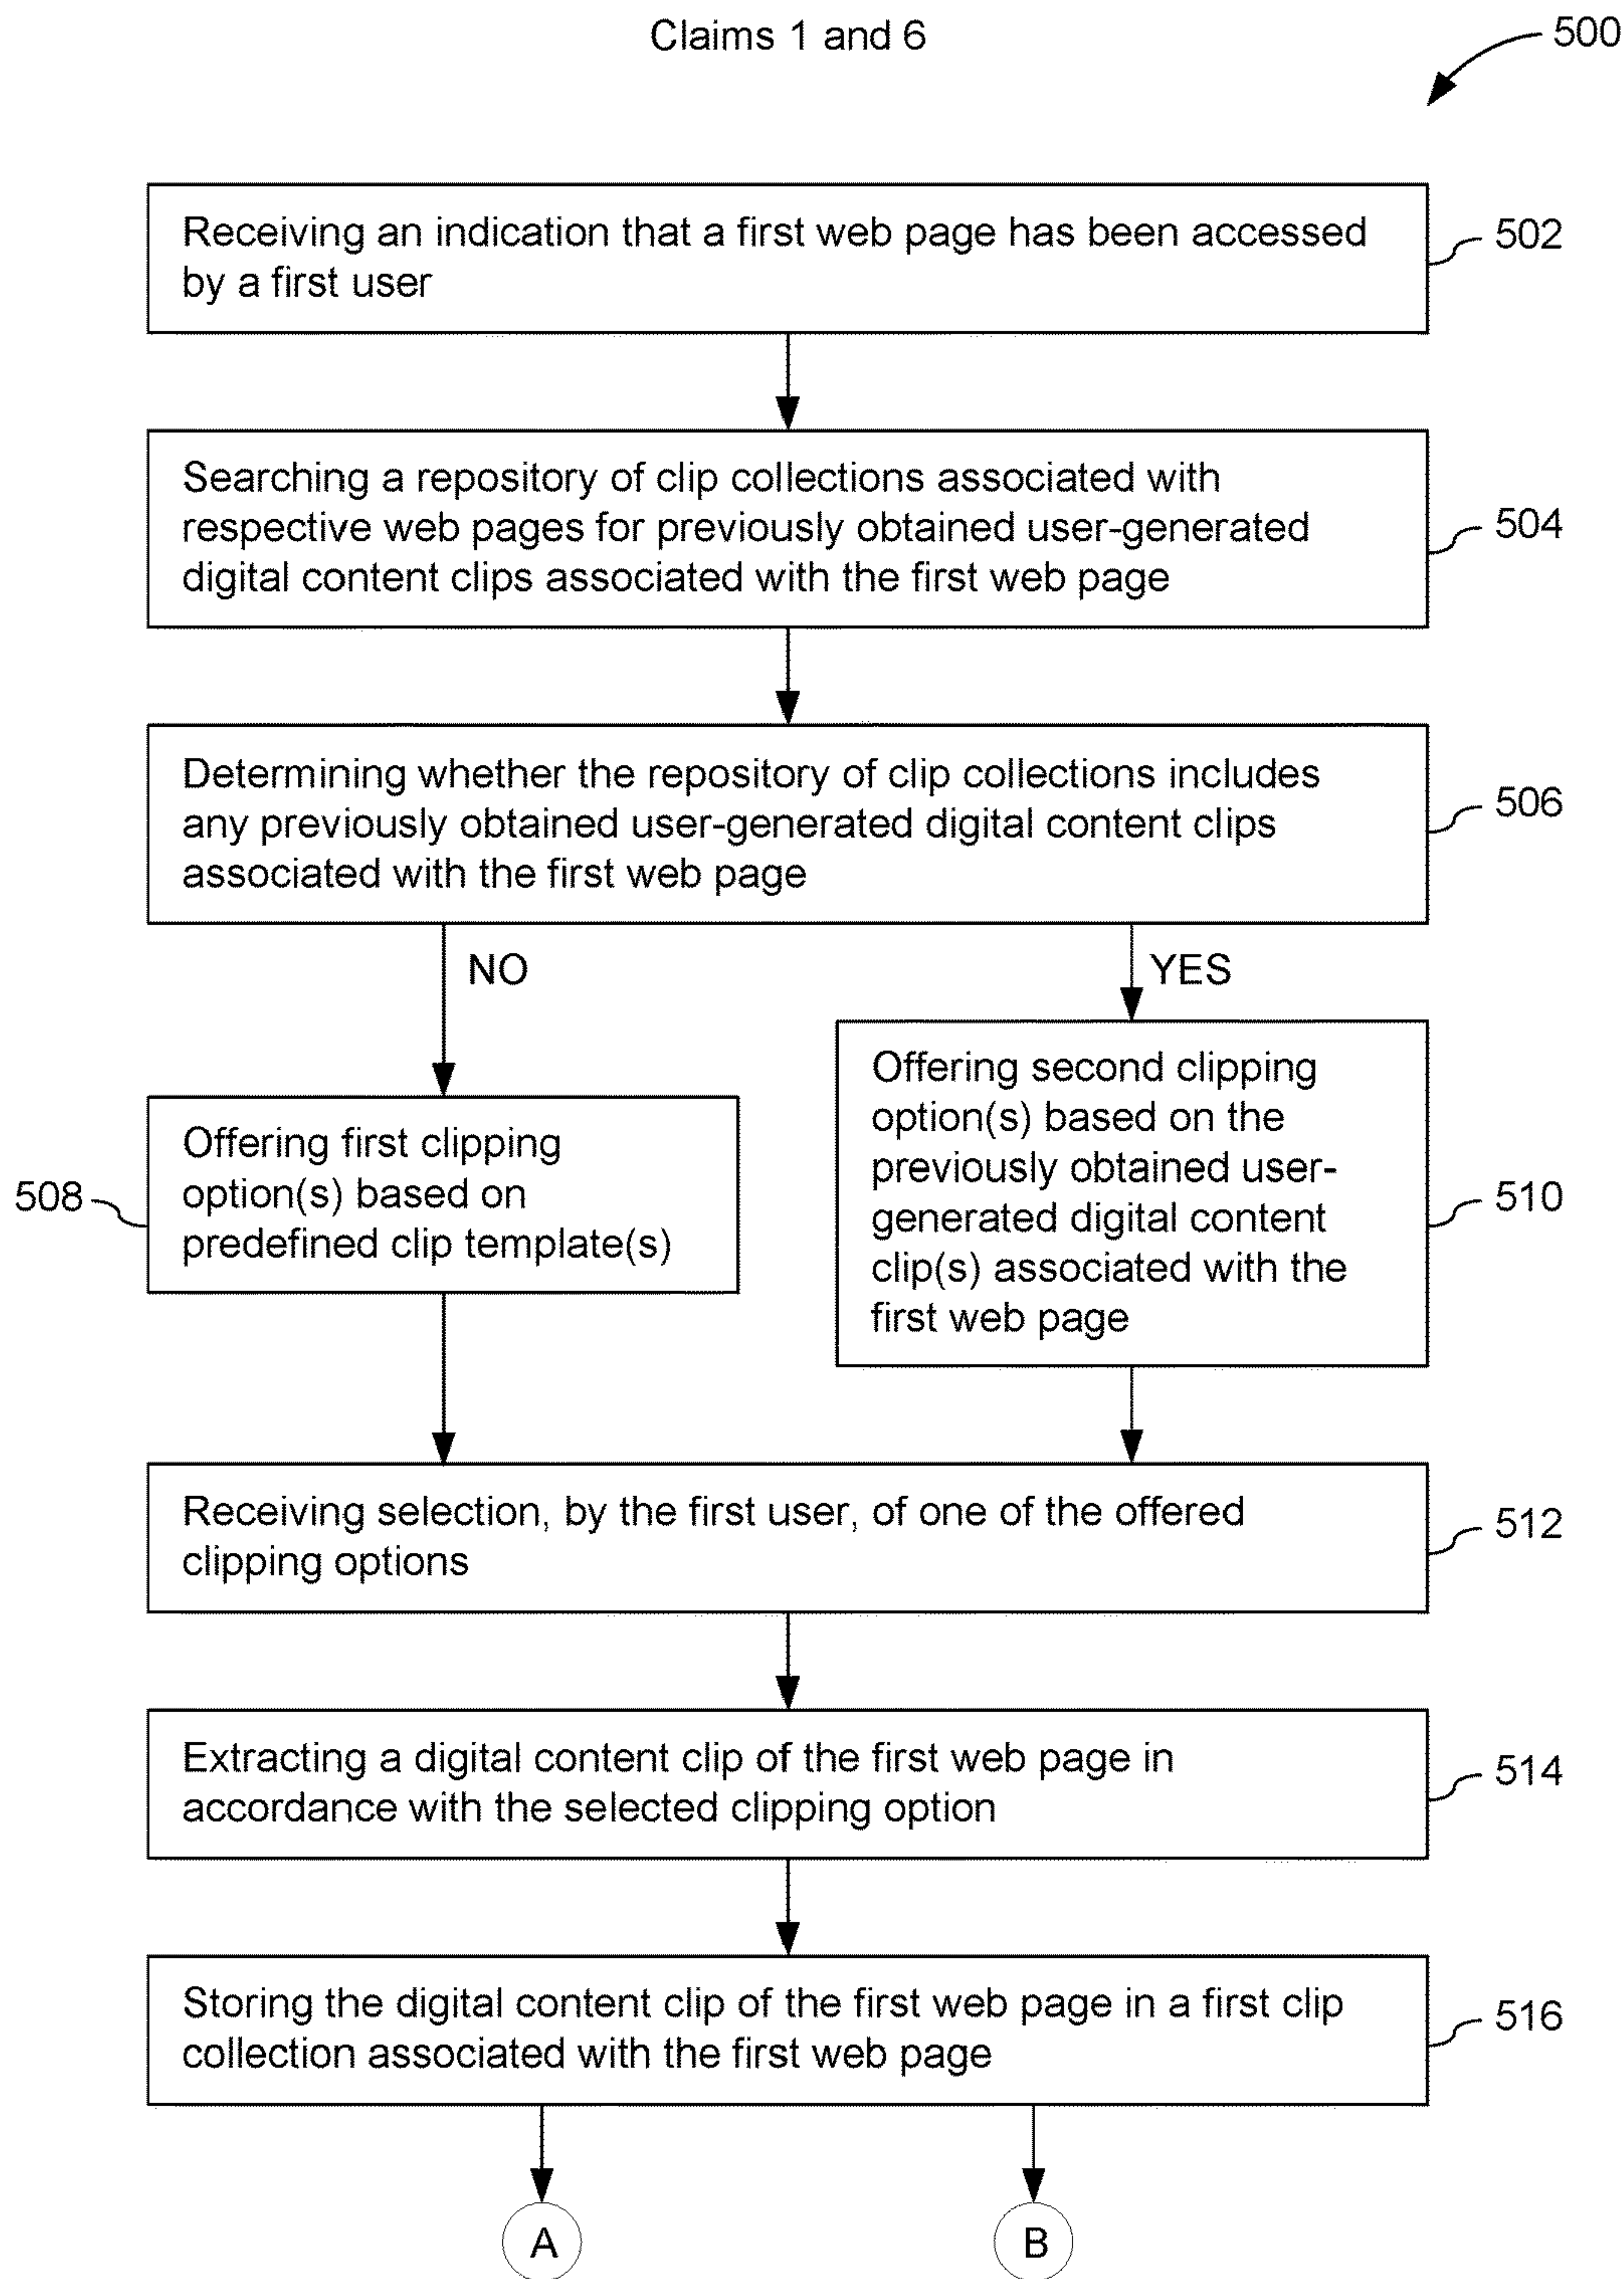 Claims 1 and 6
500
Receiving an indication that a first web page has been accessed
by a first user
502
Searching a repository of clip collections associated with
respective web pages for previously obtained user-generated
digital content clips associated with the first web page
504
Determining whether the repository of clip collections includes
any previously obtained user-generated digital content clips
associated with the first web page
506
NO
YES
Offering first clipping
option(s) based on
predefined clip template(s)
508
Offering second clipping
option(s) based on the
previously obtained user-
generated digital content
clip(s) associated with the
first web page
510
Receiving selection, by the first user, of one of the offered
clipping options
512
Extracting a digital content clip of the first web page in
accordance with the selected clipping option
514
Storing the digital content clip of the first web page in a first clip
collection associated with the first web page
516
A
B